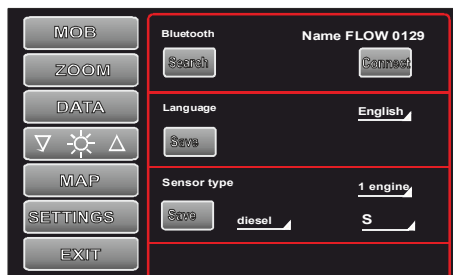 MOB
ZOOM
DATA
MAP
SETTINGS
EXIT
Bluetooth
Name FLOW 0129
Search
Connect
Language
English
Save
Sensor type
1 engine
Save
diesel
S